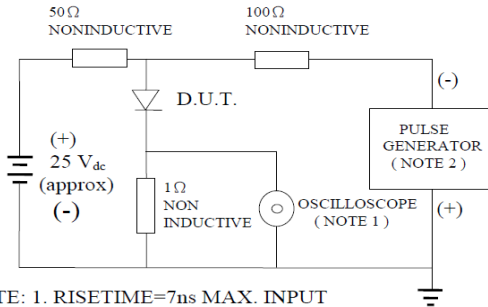 50Ω
NONINDUCTIVE
100Ω
NONINDUCTIVE
(-)
D.U.T.
PULSE
GENERATOR
( NOTE 2 )
(+)
25 Vdc
(approx)
(-)
1Ω
NON
INDUCTIVE
OSCILLOSCOPE
( NOTE 1 )
(+)
TE: 1. RISETIME=7ns MAX. INPUT